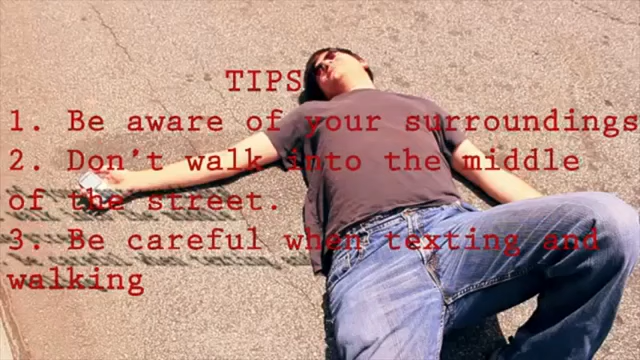 TIPS
1. Be aware of your surroundings
2. Don't walk into the middle
of the street.
3. Be careful when texting and
walking